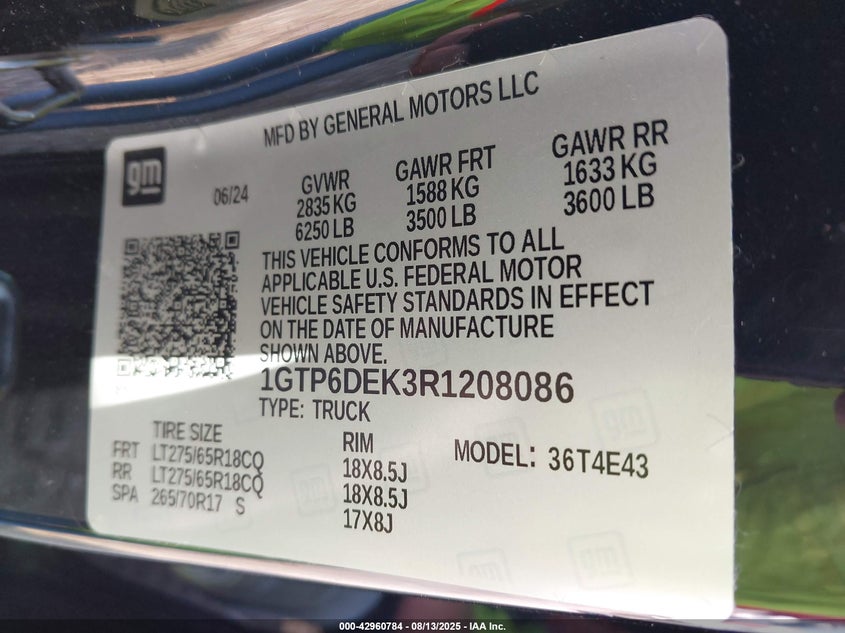 MFD BY GENERAL MOTORS LLC
gm
06/24
GVWR
2835 KG
6250 LB
GAWR FRT
1588 KG
3500 LB
GAWR RR
1633 KG
3600 LB
THIS VEHICLE CONFORMS TO ALL
APPLICABLE U.S. FEDERAL MOTOR
VEHICLE SAFETY STANDARDS IN EFFECT
ON THE DATE OF MANUFACTURE
SHOWN ABOVE.
1GTP6DEK3R1208086
TYPE: TRUCK
TIRE SIZE
FRT LT275/65R18CQ
RR LT275/65R18CQ
SPA 265/70R17 S
RIM
18X8.5J
18X8.5J
17X8J
MODEL: 36T4E43
000-42960784 - 08/13/2025 - IAA Inc.